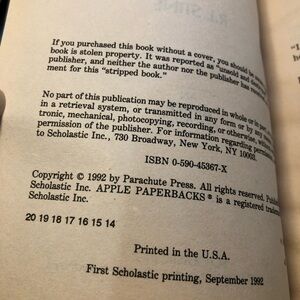 R.L. STINE
If you purchased this book without a cover, you should be
book is stolen property. It was reported as "unsold and
publisher, and neither the author nor the publisher has
ment for this "stripped book."
No part of this publication may be reproduced in whole or in
in a retrieval system, or transmitted in any form or by any
tronic, mechanical, photocopying, recording, or otherwise, without
permission of the publisher. For information regarding permission,
to Scholastic Inc., 730 Broadway, New York, NY 10003.
ISBN 0-590-45367-X
Copyright © 1992 by Parachute Press. All rights reserved.
Scholastic Inc. APPLE PAPERBACKS ® is a registered
Scholastic Inc.
20 19 18 17 16 15 14
Printed in the U.S.A.
First Scholastic printing, September 1992